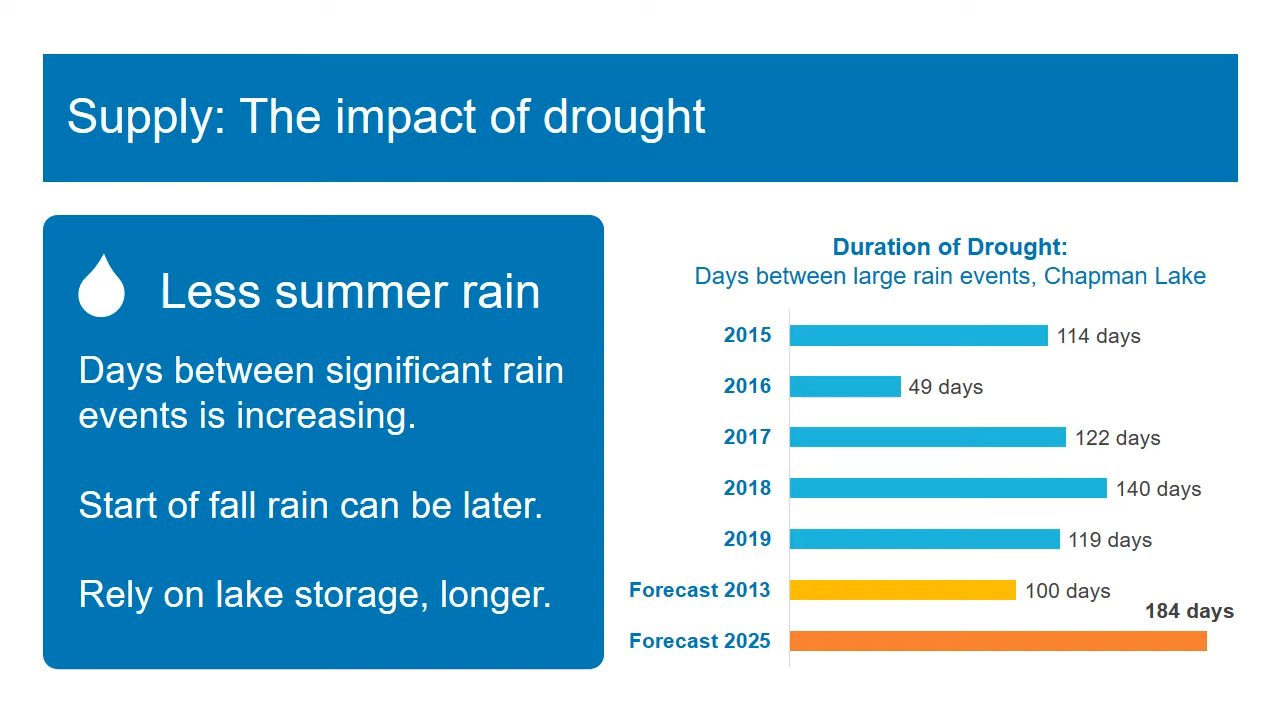 Supply: The impact of drought
Less summer rain
Days between significant rain
events is increasing.
Start of fall rain can be later.
Rely on lake storage, longer.
Duration of Drought:
Days between large rain events, Chapman Lake
2015 114 days
2016 49 days
2017 122 days
2018 140 days
2019 119 days
Forecast 2013 100 days
184 days
Forecast 2025